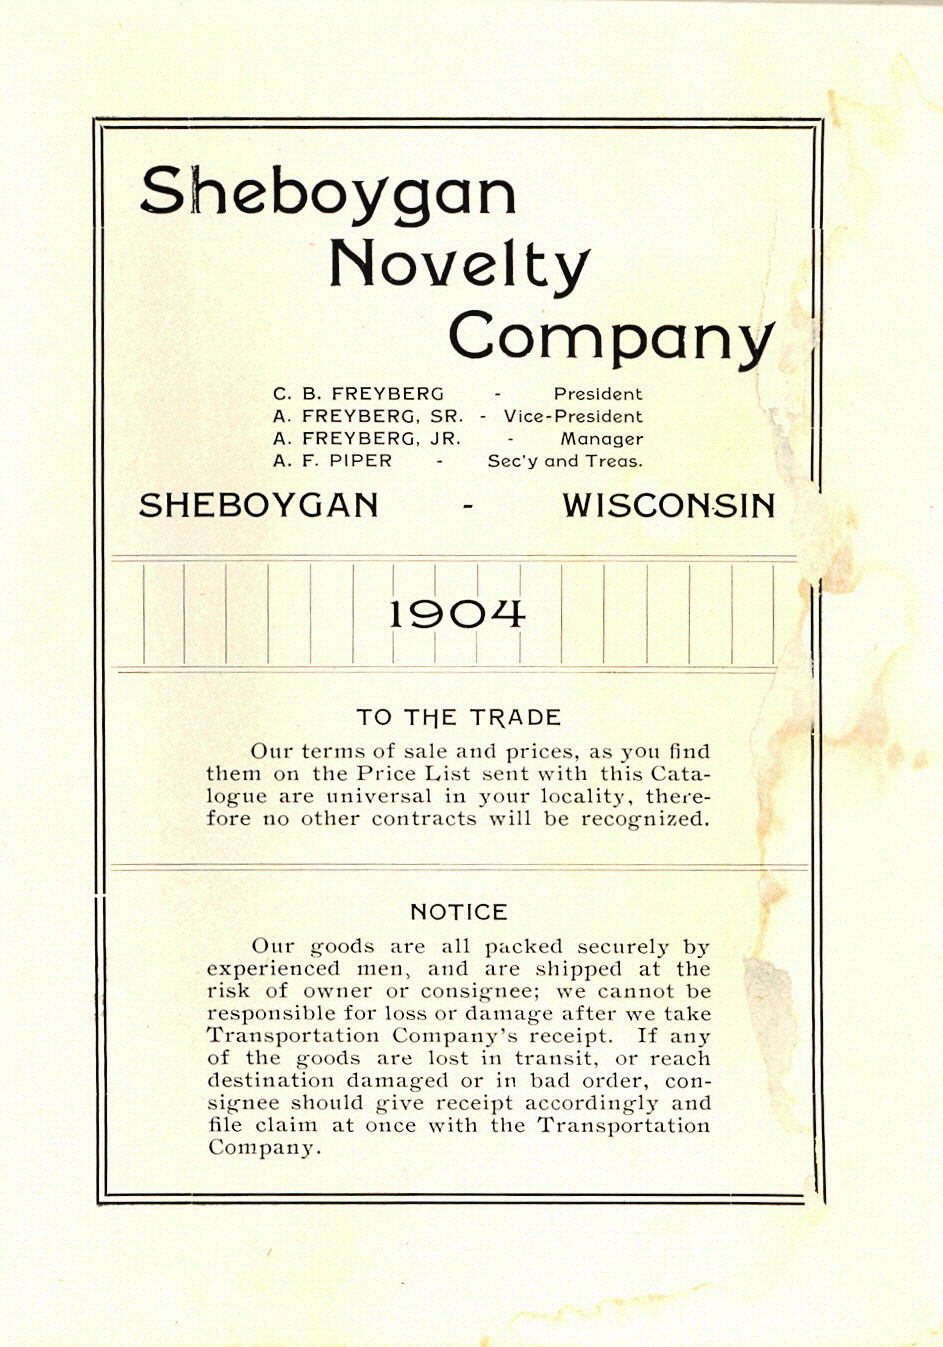 Sheboygan
Novelty
Company
C. B. FREYBERG - President
A. FREYBERG, SR. - Vice-President
A. FREYBERG, JR. - Manager
A. F. PIPER - Sec'y and Treas.
SHEBOYGAN - WISCONSIN
1904
TO THE TRADE
Our terms of sale and prices, as you find
them on the Price List sent with this Cata-
logue are universal in your locality, there-
fore no other contracts will be recognized.
NOTICE
Our goods are all packed securely by
experienced men, and are shipped at the
risk of owner or consignee; we cannot be
responsible for loss or damage after we take
Transportation Company's receipt. If any
of the goods are lost in transit, or reach
destination damaged or in bad order, con-
signee should give receipt accordingly and
file claim at once with the Transportation
Company.